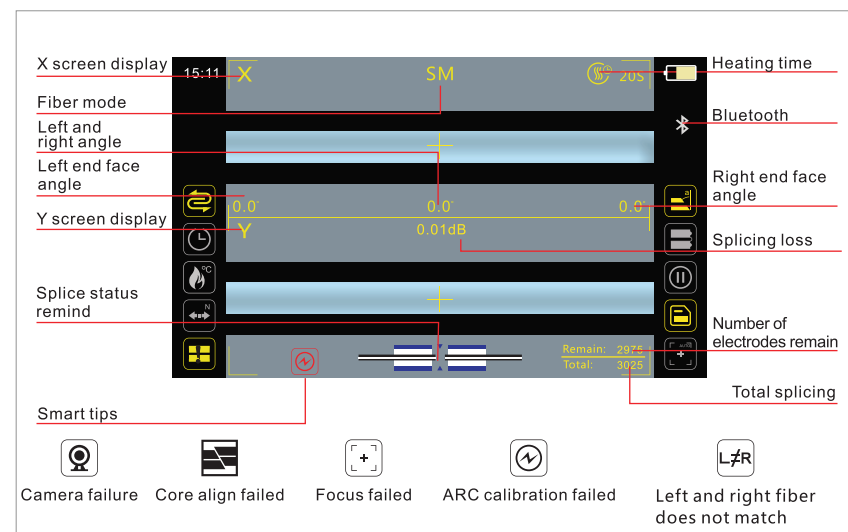 X screen display
Fiber mode
Left and
right angle
Left end face
angle
Y screen display
Splice status
remind
Smart tips
15:11
X
SM
20S
0.0°
0.0°
0.0°
Y
0.01dB
°C
N
a
AUTO
Remain: 2975
Total: 3025
Heating time
Bluetooth
Right end face
angle
Splicing loss
Number of
electrodes remain
Total splicing
Camera failure
Core align failed
Focus failed
ARC calibration failed
L≠R
Left and right fiber
does not match